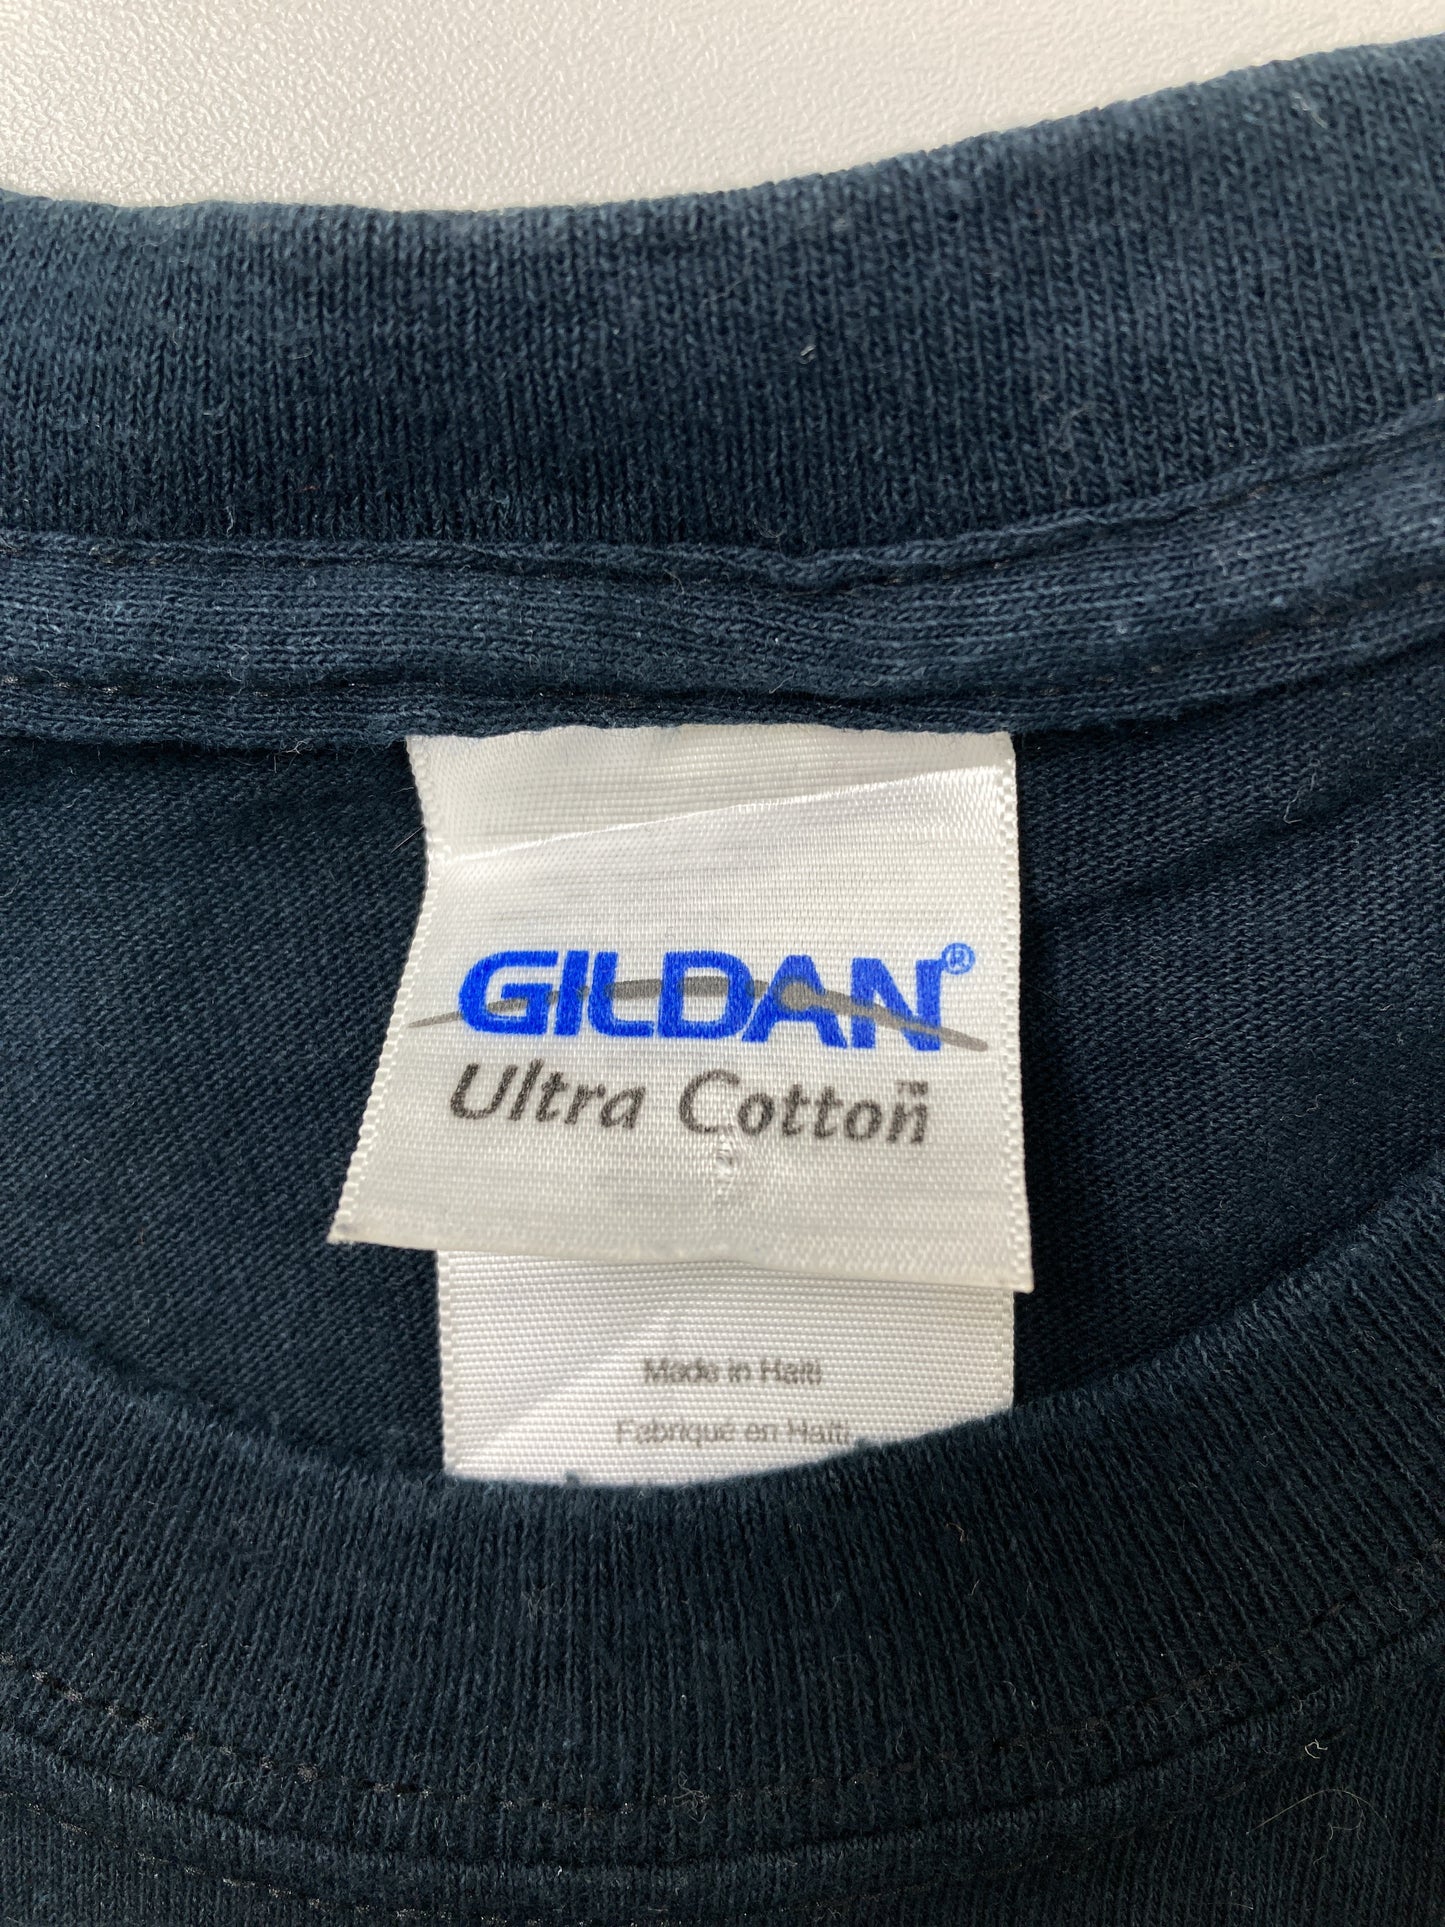 GILDAN®
Ultra Cotton™
Made in Haiti
Fabriqué en Haïti